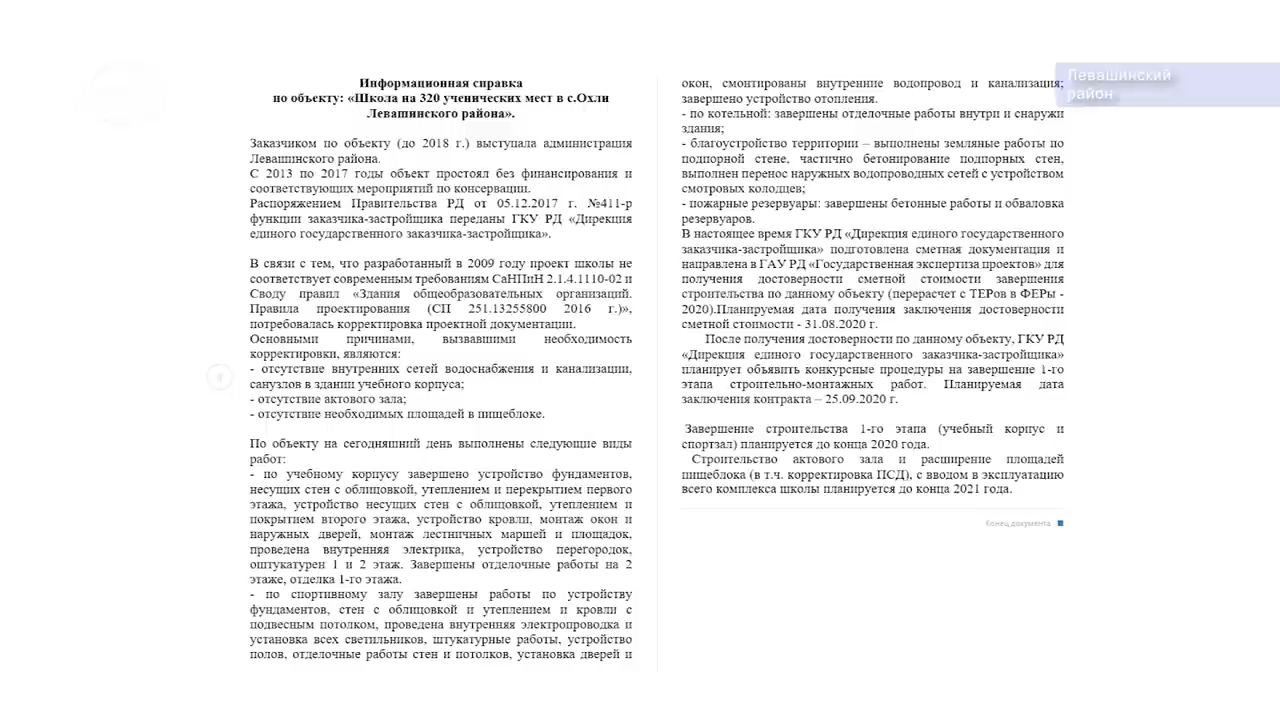 Информационная справка
по объекту: «Школа на 320 ученических мест в с.Охли
Левашинского района».
Заказчиком по объекту (до 2018 г.) выступала администрация
Левашинского района.
С 2013 по 2017 годы объект простоял без финансирования и
соответствующих мероприятий по консервации.
Распоряжением Правительства РД от 05.12.2017 г. №411-р
функции заказчика-застройщика переданы ГКУ РД «Дирекция
единого государственного заказчика-застройщика».
В связи с тем, что разработанный в 2009 году проект школы не
соответствует современным требованиям СаНПиН 2.1.4.1110-02 и
Своду правил «Здания общеобразовательных организаций.
Правила проектирования (СП 251.13255800 2016 г.)»,
потребовалась корректировка проектной документации.
Основными причинами, вызвавшими необходимость
корректировки, являются:
- отсутствие внутренних сетей водоснабжения и канализации,
санузлов в здании учебного корпуса;
- отсутствие актового зала;
- отсутствие необходимых площадей в пищеблоке.
По объекту на сегодняшний день выполнены следующие виды
работ:
- по учебному корпусу завершено устройство фундаментов,
несущих стен с облицовкой, утеплением и перекрытием первого
этажа, устройство несущих стен с облицовкой, утеплением и
покрытием второго этажа, устройство кровли, монтаж окон и
наружных дверей, монтаж лестничных маршей и площадок,
проведена внутренняя электрика, устройство перегородок,
оштукатурен 1 и 2 этаж. Завершены отделочные работы на 2
этаже, отделка 1-го этажа.
- по спортивному залу завершены работы по устройству
фундаментов, стен с облицовкой и утеплением и кровли с
подвесным потолком, проведена внутренняя электропроводка и
установка всех светильников, штукатурные работы, устройство
полов, отделочные работы стен и потолков, установка дверей и
окон, смонтированы внутренние водопровод и канализация;
завершено устройство отопления.
- по котельной: завершены отделочные работы внутри и снаружи
здания;
- благоустройство территории – выполнены земляные работы по
подпорной стене, частично бетонирование подпорных стен,
выполнен перенос наружных водопроводных сетей с устройством
смотровых колодцев;
- пожарные резервуары: завершены бетонные работы и обваловка
резервуаров.
В настоящее время ГКУ РД «Дирекция единого государственного
заказчика-застройщика» подготовлена сметная документация и
направлена в ГАУ РД «Государственная экспертиза проектов» для
получения достоверности сметной стоимости завершения
строительства по данному объекту (перерасчет с ТЕРов в ФЕРы -
2020).Планируемая дата получения заключения достоверности
сметной стоимости - 31.08.2020 г.
После получения достоверности по данному объекту, ГКУ РД
«Дирекция единого государственного заказчика-застройщика»
планирует объявить конкурсные процедуры на завершение 1-го
этапа строительно-монтажных работ. Планируемая дата
заключения контракта – 25.09.2020 г.
Завершение строительства 1-го этапа (учебный корпус и
спортзал) планируется до конца 2020 года.
Строительство актового зала и расширение площадей
пищеблока (в т.ч. корректировка ПСД), с вводом в эксплуатацию
всего комплекса школы планируется до конца 2021 года.
Конец документа
Левашинский
район